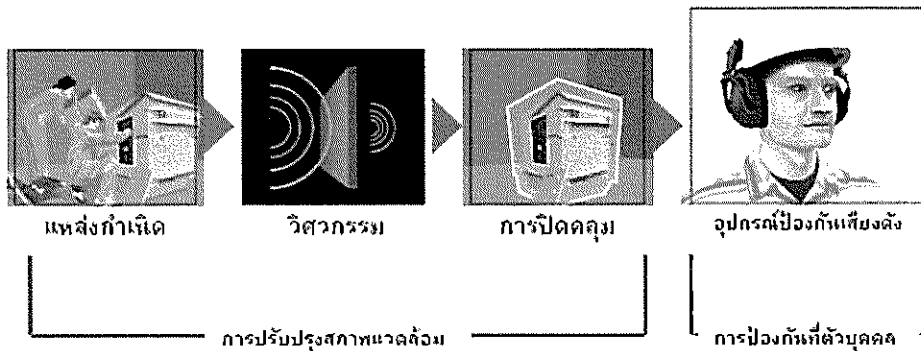 แหล่งกำเนิด
วิศวกรรม
การปิดคลุม
อุปกรณ์ป้องกันเสียงดัง
การปรับปรุงสภาพแวดล้อม
การป้องกันที่ตัวบุคคล